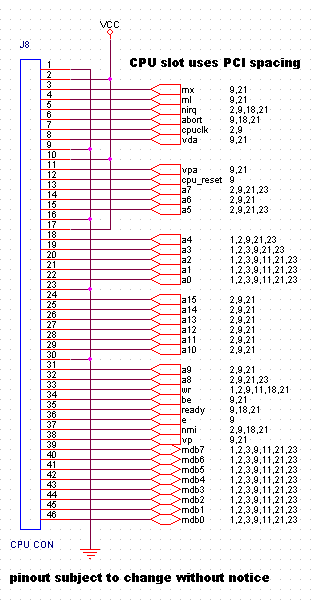 VCC
J8
CPU slot uses PCI spacing
1
2
3 mx 9,21
4 ml 9,21
5 nirq 2,9,18,21
6 abort 9,18,21
7 cpuclk 2,9
8 vda 9,21
9
10
11 vpa 9,21
12 cpu_reset 9
13 a7 2,9,21,23
14 a6 2,9,21
15 a5 2,9,21,23
16
17
18 a4 1,2,9,21,23
19 a3 1,2,3,9,21,23
20 a2 1,2,3,9,11,21,23
21 a1 1,2,3,9,11,21,23
22 a0 1,2,3,9,11,21,23
23
24 a15 2,9,21
25 a14 2,9,21
26 a13 2,9,21
27 a12 2,9,21
28 a11 2,9,21
29 a10 2,9,21
30
31 a9 2,9,21
32 a8 2,9,21,23
33 wr 1,2,9,11,18,21
34 be 9,21
35 ready 9,18,21
36 e 9
37 nmi 2,9,18,21
38 vp 9,21
39 mdb7 1,2,3,9,11,21,23
40 mdb6 1,2,3,9,11,21,23
41 mdb5 1,2,3,9,11,21,23
42 mdb4 1,2,3,9,11,21,23
43 mdb3 1,2,3,9,11,21,23
44 mdb2 1,2,3,9,11,21,23
45 mdb1 1,2,3,9,11,21,23
46 mdb0 1,2,3,9,11,21,23
CPU CON
pinout subject to change without notice